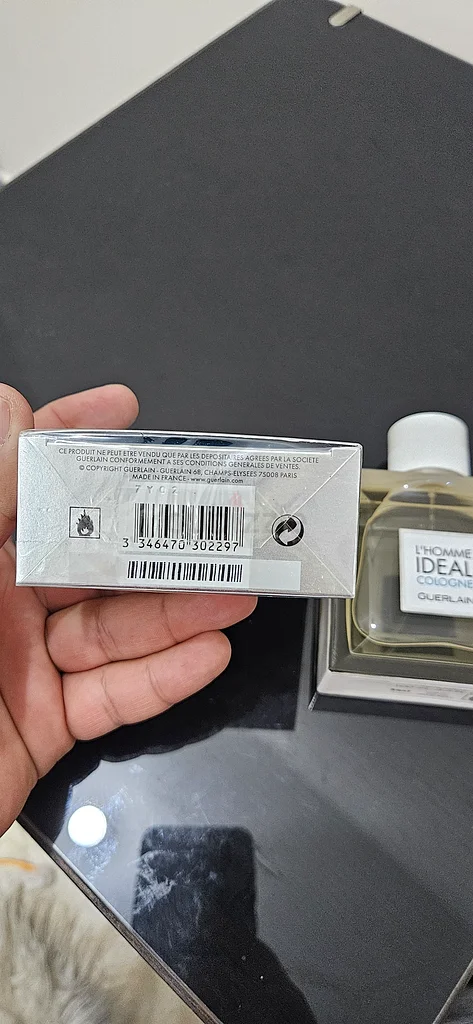 CE PRODUIT NE PEUT ETRE VENDU QUE PAR LES DEPOSITAIRES AGREES PAR LA SOCIETE
GUERLAIN CONFORMEMENT A SES CONDITIONS GENERALES DE VENTES.
© COPYRIGHT GUERLAIN - GUERLAIN 68, CHAMPS-ELYSEES 75008 PARIS
MADE IN FRANCE - www.guerlain.com
7Y02
3 346470 302297
L'HOMME
IDEAL
COLOGNE
GUERLAIN